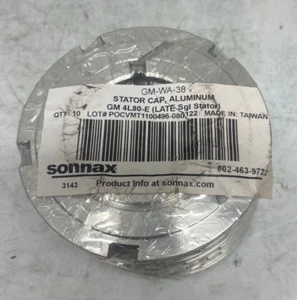 GM-WA-38
STATOR CAP, ALUMINUM
GM 4L80-E (LATE-Sgl Stator)
QTY: 10 LOT# POCVMT1100496-080722 MADE IN: TAIWAN
sonnax 802-463-9722
3143 Product Info at sonnax.com